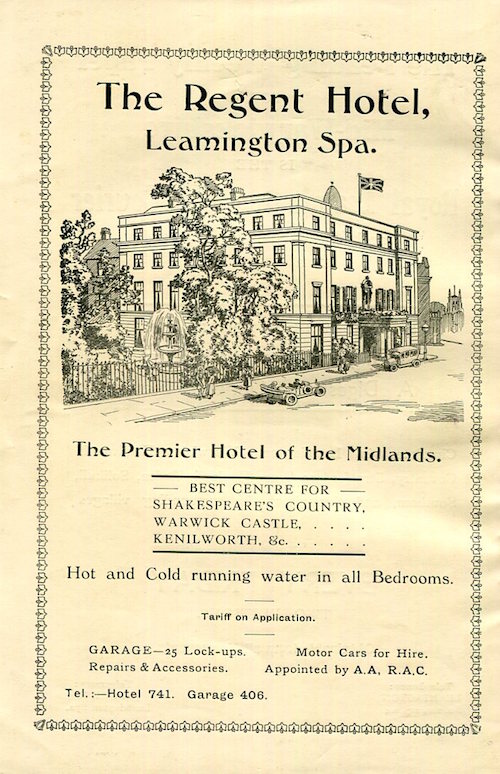 The Regent Hotel,
Leamington Spa.
The Premier Hotel of the Midlands.
— BEST CENTRE FOR —
SHAKESPEARE'S COUNTRY,
WARWICK CASTLE, . . . .
KENILWORTH, &c. . . . . .
Hot and Cold running water in all Bedrooms.
Tariff on Application.
GARAGE—25 Lock-ups. Motor Cars for Hire.
Repairs & Accessories. Appointed by A.A, R.A.C.
Tel.:—Hotel 741. Garage 406.